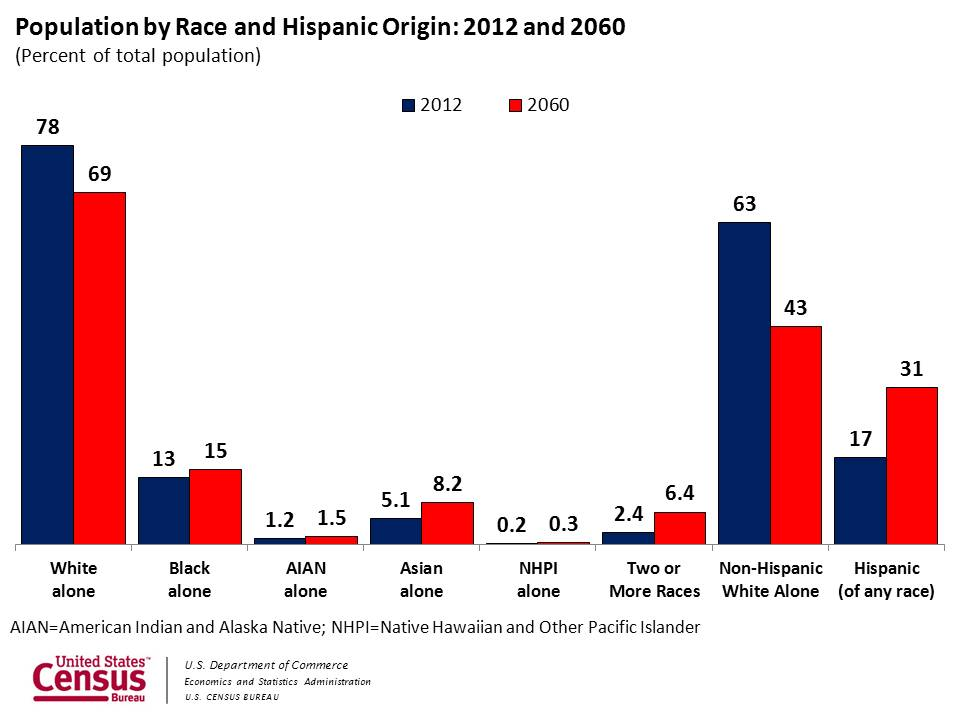 Population by Race and Hispanic Origin: 2012 and 2060
(Percent of total population)
2012 2060
78
69
13
15
1.2
1.5
5.1
8.2
0.2
0.3
2.4
6.4
63
43
17
31
White
alone
Black
alone
AIAN
alone
Asian
alone
NHPI
alone
Two or
More Races
Non-Hispanic
White Alone
Hispanic
(of any race)
AIAN=American Indian and Alaska Native; NHPI=Native Hawaiian and Other Pacific Islander
United States™
Census
Bureau
U.S. Department of Commerce
Economics and Statistics Administration
U.S. CENSUS BUREAU